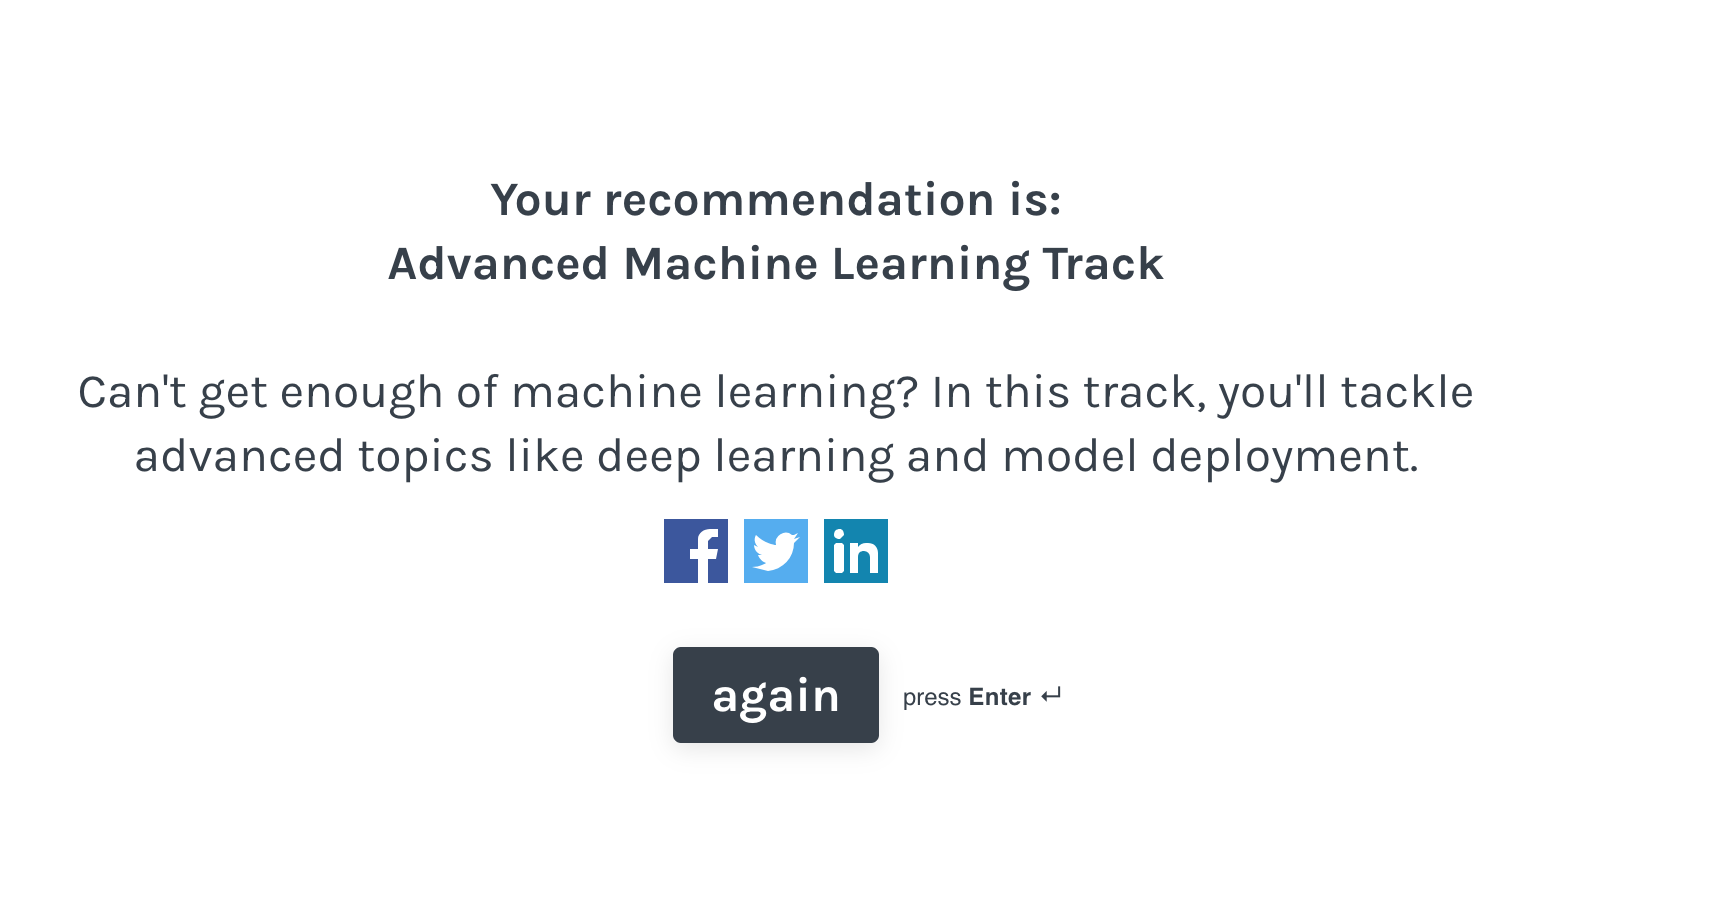 Your recommendation is:
Advanced Machine Learning Track
Can't get enough of machine learning? In this track, you'll tackle
advanced topics like deep learning and model deployment.
f in
again press Enter ↵